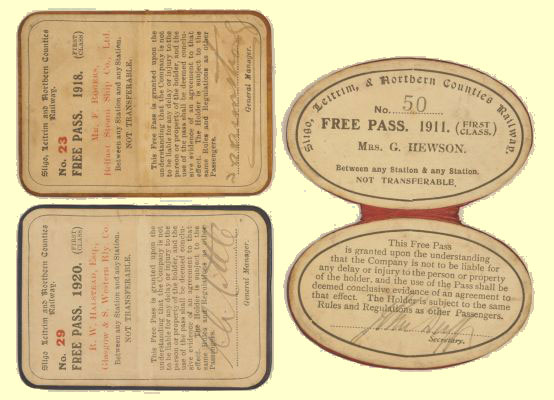 Sligo, Leitrim and Northern Counties
Railway.
No. 23
FREE PASS. 1918. (FIRST CLASS)
Mr. F. ROGERS,
Belfast Steam Ship Co., Ltd.
Between any Station and any Station.
NOT TRANSFERABLE.
This Free Pass is granted upon the
understanding that the Company is not
to be liable for any delay or injury to the
person or property of the holder, and the
use of the pass shall be deemed conclu-
sive evidence of an agreement to that
effect. The Holder is subject to the
same Rules and Regulations as other
Passengers.
General Manager.
Sligo, Leitrim and Northern Counties
Railway.
No. 29
FREE PASS. 1920. (FIRST CLASS)
R. W. HALSTEAD, Esq.,
Glasgow & S. Western Rly Co.
Between any Station and any Station.
NOT TRANSFERABLE.
This Free Pass is granted upon the
understanding that the Company is not
to be liable for any delay or injury to the
person or property of the holder, and the
use of the pass shall be deemed conclu-
sive evidence of an agreement to that
effect. The Holder is subject to the
same Rules and Regulations as other
Passengers.
General Manager.
Sligo, Leitrim, & Northern Counties Railway.
No. 50
FREE PASS. 1911. (FIRST CLASS.)
MRS. G. HEWSON.
Between any Station & any Station.
NOT TRANSFERABLE.
This Free Pass
is granted upon the understanding
that the Company is not to be liable for
any delay or injury to the person or property
of the holder, and the use of the Pass shall be
deemed conclusive evidence of an agreement to
that effect. The Holder is subject to the same
Rules and Regulations as other Passengers.
Secretary.